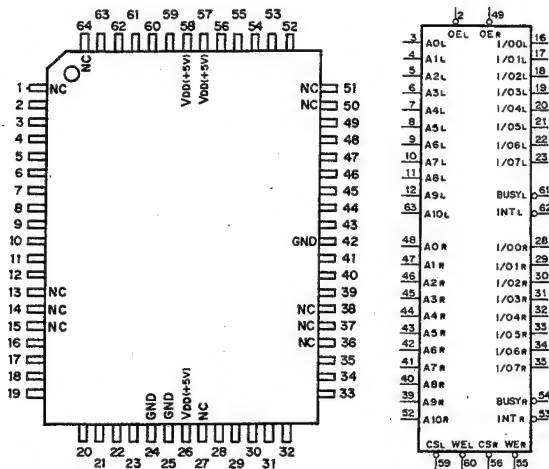 63 61 59 57 55 53
64 62 60 58 56 54 52
NC VDD(+5V) VDD(+5V)
1 NC NC 51
2 NC 50
3 49
4 48
5 47
6 46
7 45
8 44
9 43
10 GND 42
11 41
12 40
13 NC 39
14 NC NC 38
15 NC NC 37
16 NC 36
17 35
18 34
19 33
GND GND VDD(+5V) NC
20 22 24 26 28 30 32
21 23 25 27 29 31
2 49
OEL OER
3 A0L I/O0L 16
4 A1L I/O1L 17
5 A2L I/O2L 18
6 A3L I/O3L 19
7 A4L I/O4L 20
8 A5L I/O5L 21
9 A6L I/O6L 22
10 A7L I/O7L 23
11 A8L
12 A9L BUSYL 61
63 A10L INTL 62
48 A0R I/O0R 28
47 A1R I/O1R 29
46 A2R I/O2R 30
45 A3R I/O3R 31
44 A4R I/O4R 32
43 A5R I/O5R 33
42 A6R I/O6R 34
41 A7R I/O7R 35
40 A8R
39 A9R BUSYR 54
52 A10R INTR 53
CSL WEL CSR WER
59 60 56 55